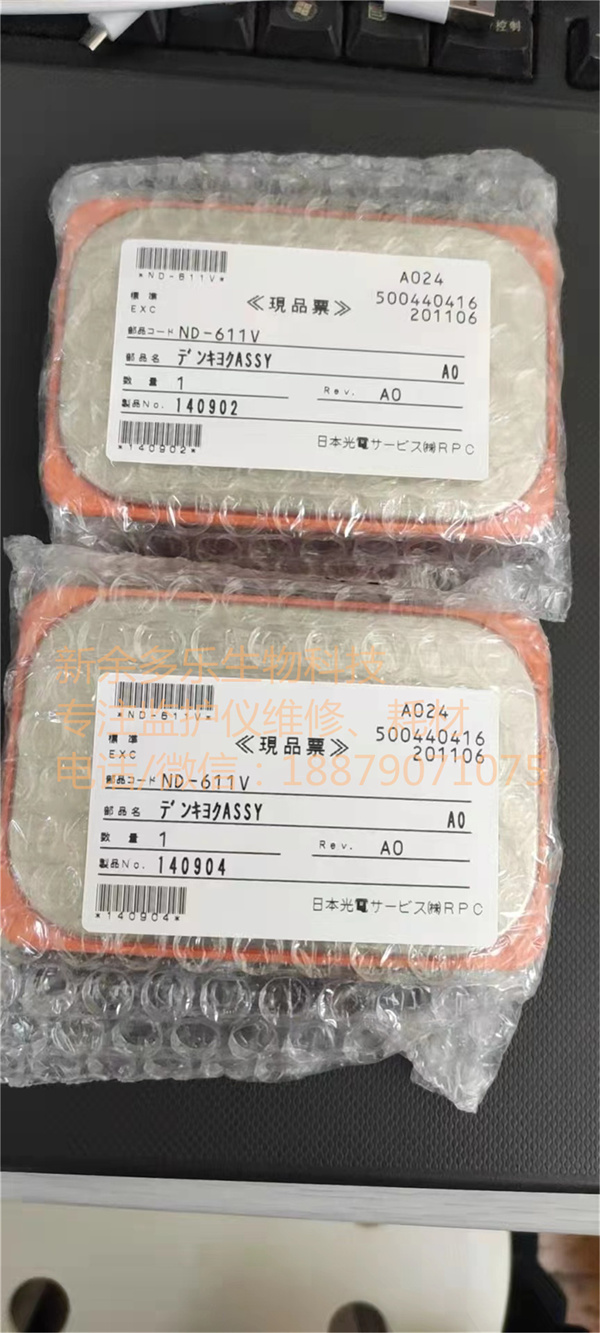 控制
*ND-611V*
標準
EXC
≪現品票≫
A024
500440416
201106
部品コード ND-611V
部品名 デンキヨクASSY A0
数量 1 Rev. A0
製品No. 140902
*140902*
日本光電サービス㈱RPC
新余多乐生物科技
专注监护仪维修、耗材
电话/微信：18879071075
*ND-611V*
標準
EXC
≪現品票≫
A024
500440416
201106
部品コード ND-611V
部品名 デンキヨクASSY A0
数量 1 Rev. A0
製品No. 140904
*140904*
日本光電サービス㈱RPC